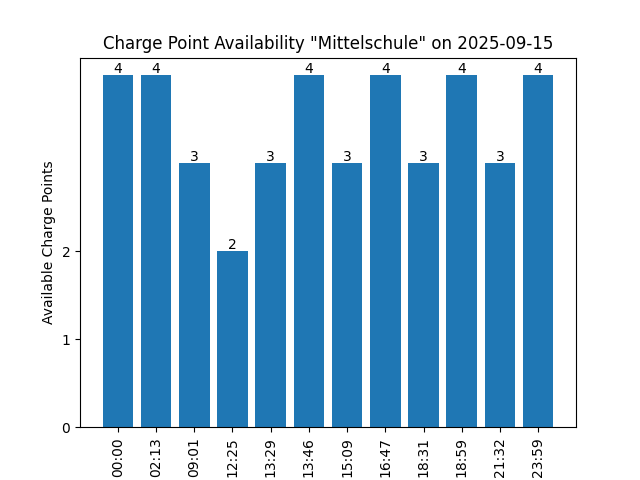 Charge Point Availability "Mittelschule" on 2025-09-15
4 4 3 2 3 4 3 4 3 4 3 4
Available Charge Points
2
1
0
00:00 02:13 09:01 12:25 13:29 13:46 15:09 16:47 18:31 18:59 21:32 23:59